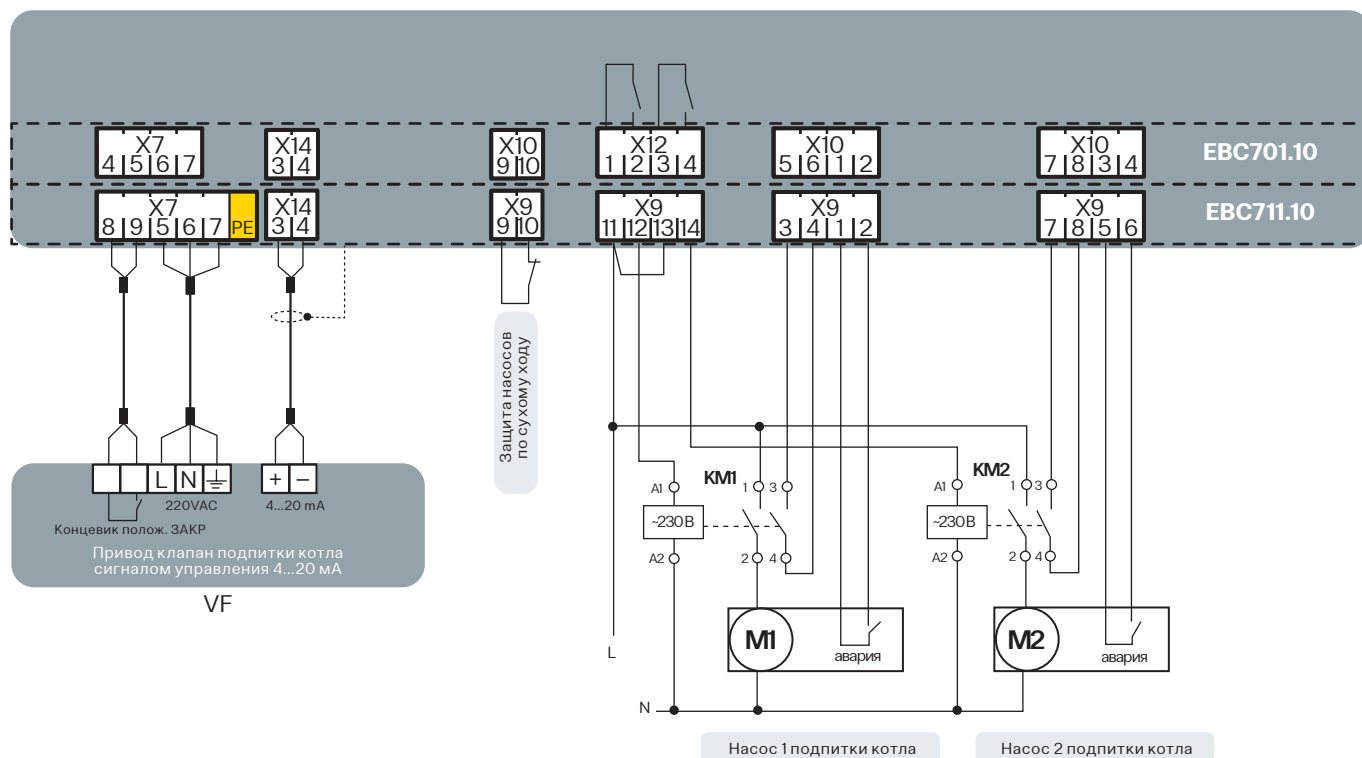 X7
4 5 6 7
X14
3 4
X10
9 10
X12
1 2 3 4
X10
5 6 1 2
X10
7 8 3 4
EBC701.10
X7
8 9 5 6 7 PE
X14
3 4
X9
9 10
X9
11 12 13 14
X9
3 4 1 2
X9
7 8 5 6
EBC711.10
Защита насосов
по сухому ходу
L N
220VAC
+ −
4...20 mA
Концевик полож. ЗАКР
Привод клапан подпитки котла
сигналом управления 4...20 мА
VF
KM1
A1 1 3
~230 В
A2 2 4
KM2
A1 1 3
~230 В
A2 2 4
M1
авария
M2
авария
L
N
Насос 1 подпитки котла
Насос 2 подпитки котла